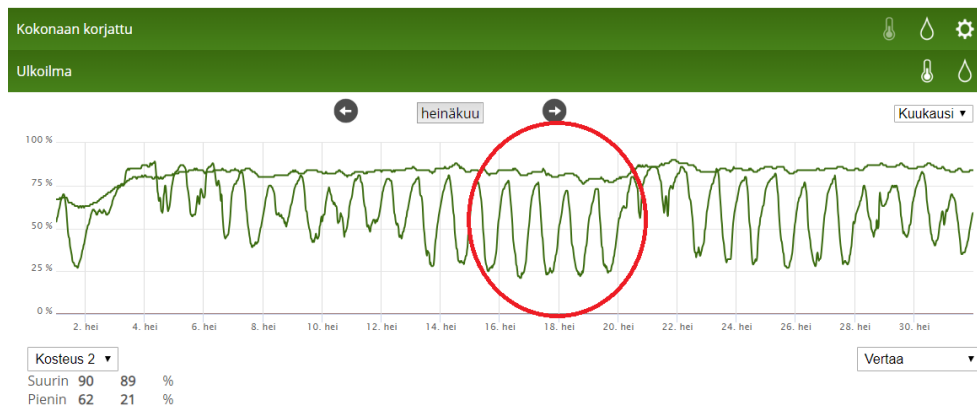 Kokonaan korjattu
Ulkoilma
heinäkuu
Kuukausi
100 %
75 %
50 %
25 %
0 %
2. hei 4. hei 6. hei 8. hei 10. hei 12. hei 14. hei 16. hei 18. hei 20. hei 22. hei 24. hei 26. hei 28. hei 30. hei
Kosteus 2 Vertaa
Suurin 90 89 %
Pienin 62 21 %